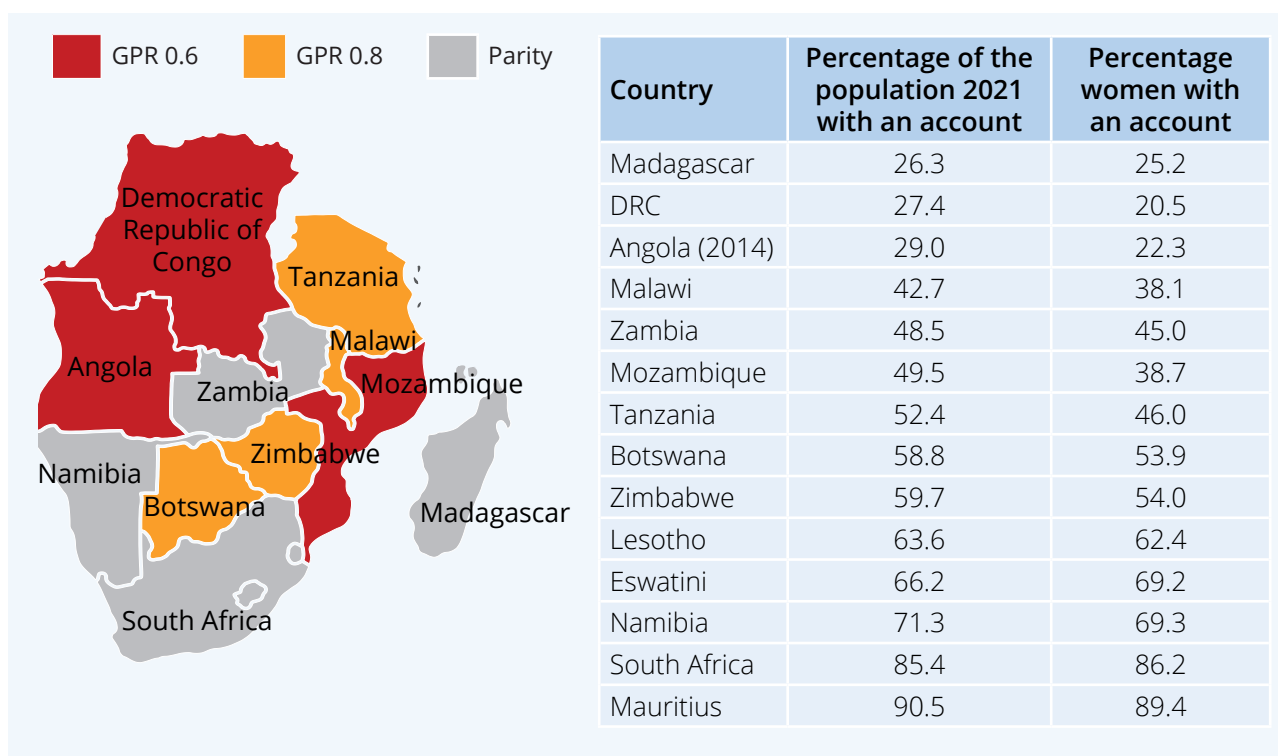 GPR 0.6 GPR 0.8 Parity
Democratic
Republic of
Congo
Tanzania
Malawi
Angola
Zambia
Mozambique
Namibia
Zimbabwe
Botswana
Madagascar
South Africa
Country Percentage of the population 2021 with an account Percentage women with an account
Madagascar 26.3 25.2
DRC 27.4 20.5
Angola (2014) 29.0 22.3
Malawi 42.7 38.1
Zambia 48.5 45.0
Mozambique 49.5 38.7
Tanzania 52.4 46.0
Botswana 58.8 53.9
Zimbabwe 59.7 54.0
Lesotho 63.6 62.4
Eswatini 66.2 69.2
Namibia 71.3 69.3
South Africa 85.4 86.2
Mauritius 90.5 89.4